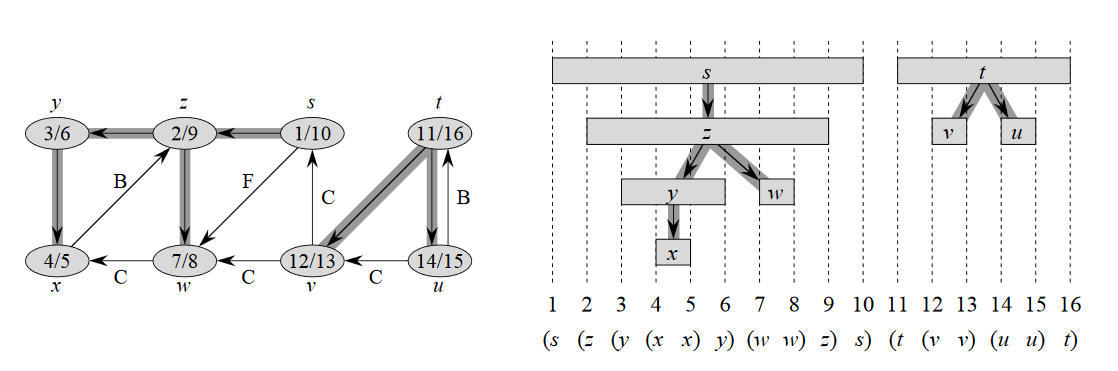 y z s t
3/6 2/9 1/10 11/16
B F C B
4/5 7/8 12/13 14/15
C C C
x w v u
s t
z v u
y w
x
1 2 3 4 5 6 7 8 9 10 11 12 13 14 15 16
(s (z (y (x x) y) (w w) z) s) (t (v v) (u u) t)